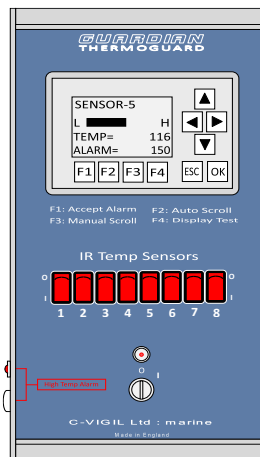 GUARDIAN
THERMOGUARD
SENSOR-5
L H
TEMP= 116
ALARM= 150
F1 F2 F3 F4 ESC OK
F1: Accept Alarm F2: Auto Scroll
F3: Manual Scroll F4: Display Test
IR Temp Sensors
O O
I I
1 2 3 4 5 6 7 8
O I
High Temp Alarm
C-VIGIL Ltd : marine
Made in England